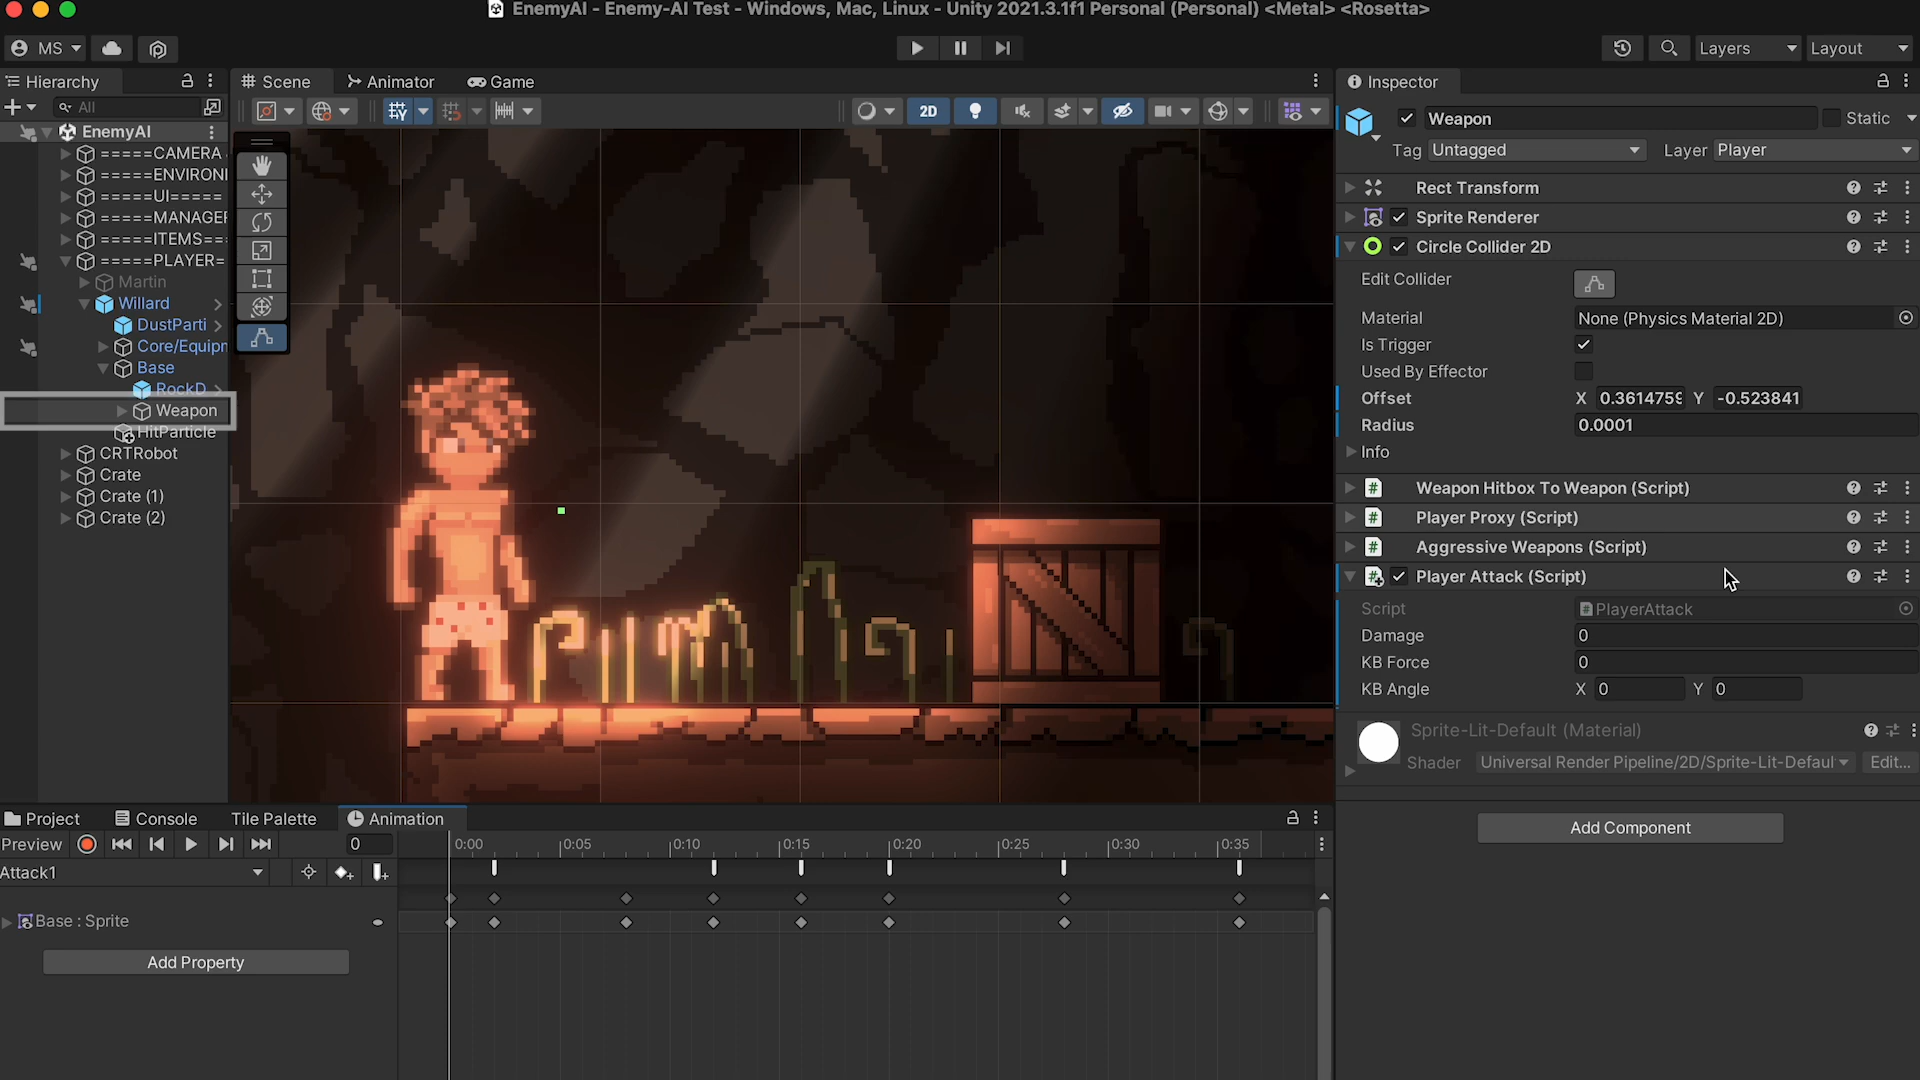 EnemyAI - Enemy-AI Test - Windows, Mac, Linux - Unity 2021.3.1f1 Personal (Personal) <Metal> <Rosetta>
MS
Layers
Layout
Hierarchy
Scene
Animator
Game
Inspector
All
2D
Weapon
Static
Tag
Untagged
Layer
Player
EnemyAI
=====CAMERA
=====ENVIRON
=====UI=====
=====MANAGER
=====ITEMS==
=====PLAYER=
Martin
Willard
DustParti
Core/Equip
Base
RockD
Weapon
HitParticle
CRTRobot
Crate
Crate (1)
Crate (2)
Rect Transform
Sprite Renderer
Circle Collider 2D
Edit Collider
Material
None (Physics Material 2D)
Is Trigger
Used By Effector
Offset
X 0.3614759 Y -0.523841
Radius
0.0001
Info
Weapon Hitbox To Weapon (Script)
Player Proxy (Script)
Aggressive Weapons (Script)
Player Attack (Script)
Script
PlayerAttack
Damage
0
KB Force
0
KB Angle
X 0 Y 0
Sprite-Lit-Default (Material)
Shader
Universal Render Pipeline/2D/Sprite-Lit-Defaul
Edit...
Add Component
Project
Console
Tile Palette
Animation
Preview
0
0:00
0:05
0:10
0:15
0:20
0:25
0:30
0:35
Attack1
Base : Sprite
Add Property